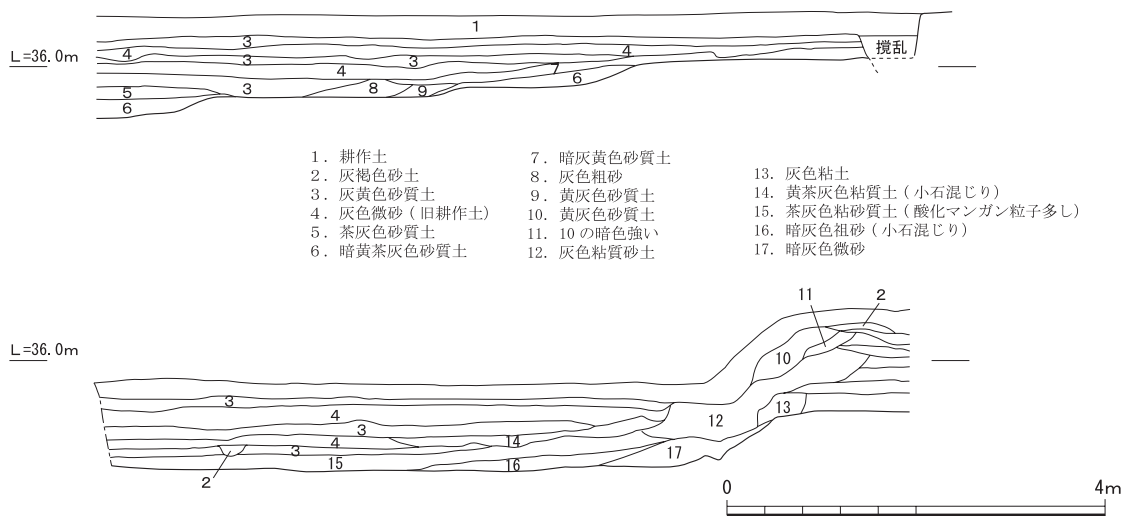 1
3
4
撹乱
4
3
3
L=36.0m
4
7
6
5
3
8
9
6
1. 耕作土
2. 灰褐色砂土
3. 灰黄色砂質土
4. 灰色微砂(旧耕作土)
5. 茶灰色砂質土
6. 暗黄茶灰色砂質土
7. 暗灰黄色砂質土
8. 灰色粗砂
9. 黄灰色砂質土
10. 黄灰色砂質土
11. 10の暗色強い
12. 灰色粘質砂土
13. 灰色粘土
14. 黄茶灰色粘質土(小石混じり)
15. 茶灰色粘砂質土(酸化マンガン粒子多し)
16. 暗灰色祖砂(小石混じり)
17. 暗灰色微砂
11
2
L=36.0m
10
3
13
4
12
3
4
14
3
17
15
16
2
0
4m